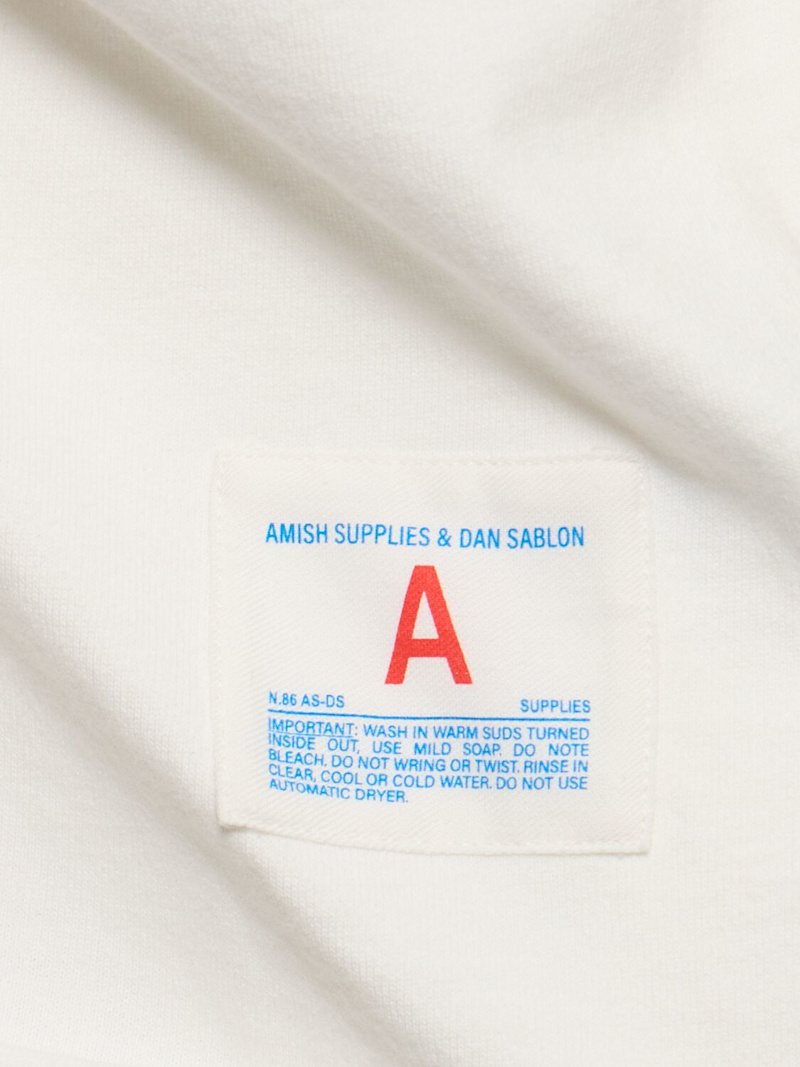 AMISH SUPPLIES & DAN SABLON
A
N.86 AS-DS SUPPLIES
IMPORTANT: WASH IN WARM SUDS TURNED
INSIDE OUT, USE MILD SOAP. DO NOTE
BLEACH. DO NOT WRING OR TWIST. RINSE IN
CLEAR, COOL OR COLD WATER. DO NOT USE
AUTOMATIC DRYER.